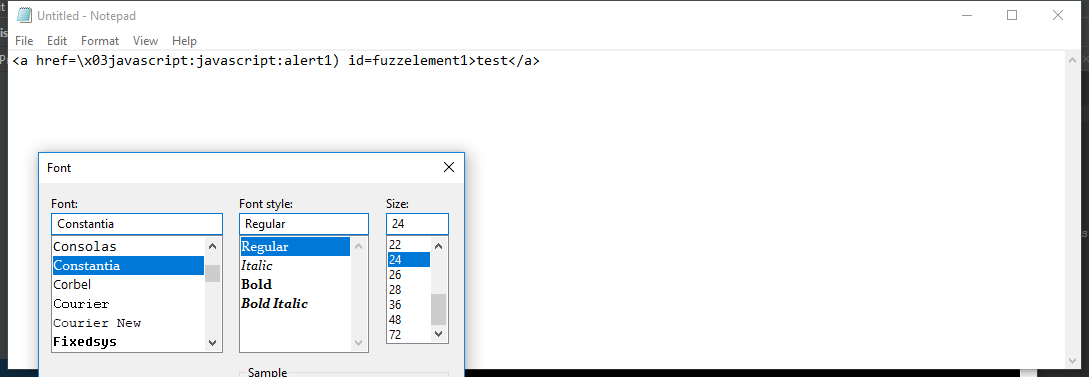 Untitled - Notepad
File Edit Format View Help
<a href=\x03javascript:javascript:alert1) id=fuzzelement1>test</a>
Font
Font: Font style: Size:
Constantia Regular 24
Consolas Regular 22
Constantia Italic 24
Corbel Bold 26
Courier Bold Italic 28
Courier New 36
Fixedsys 48
72
Sample